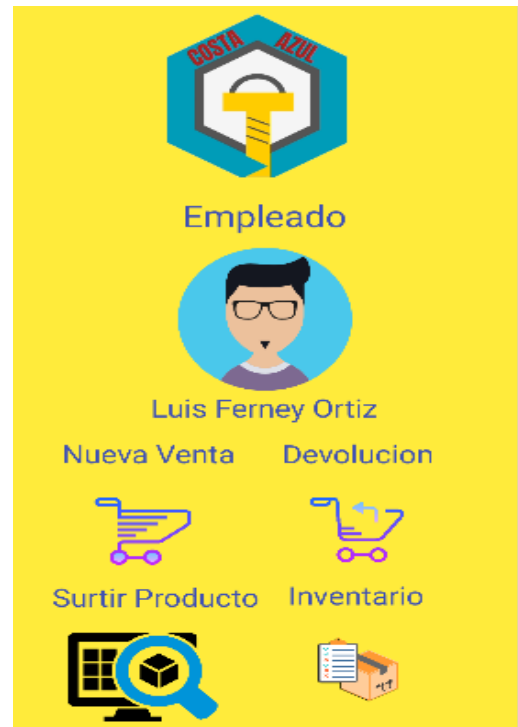 COSTA AZUL
Empleado
Luis Ferney Ortiz
Nueva Venta Devolucion
Surtir Producto Inventario